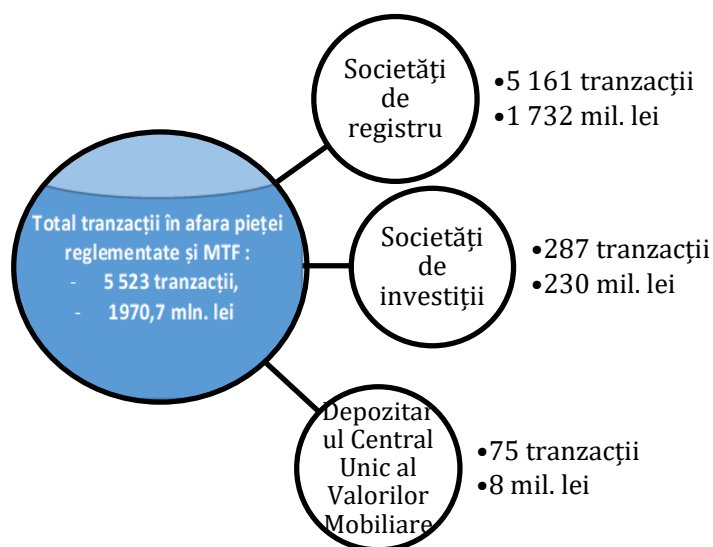 Total tranzacții în afara pieței
reglementate și MTF :
- 5 523 tranzacții,
- 1970,7 mln. lei
Societăți
de
registru
•5 161 tranzacții
•1 732 mil. lei
Societăți
de
investiții
•287 tranzacții
•230 mil. lei
Depozitar
ul Central
Unic al
Valorilor
Mobiliare
•75 tranzacții
•8 mil. lei